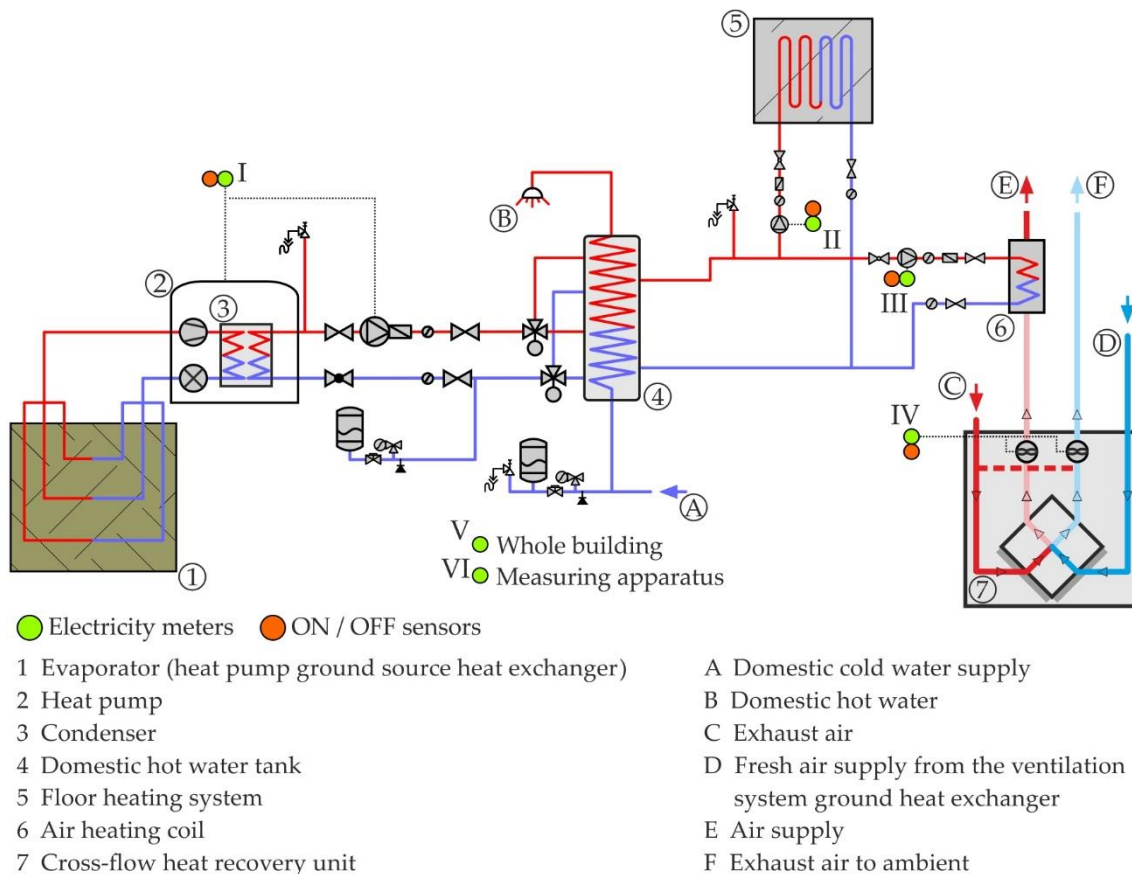 5
I
E
F
B
2
3
II
III
6
D
4
C
IV
A
V Whole building
VI Measuring apparatus
1
7
Electricity meters ON / OFF sensors
1 Evaporator (heat pump ground source heat exchanger)
2 Heat pump
3 Condenser
4 Domestic hot water tank
5 Floor heating system
6 Air heating coil
7 Cross-flow heat recovery unit
A Domestic cold water supply
B Domestic hot water
C Exhaust air
D Fresh air supply from the ventilation
system ground heat exchanger
E Air supply
F Exhaust air to ambient